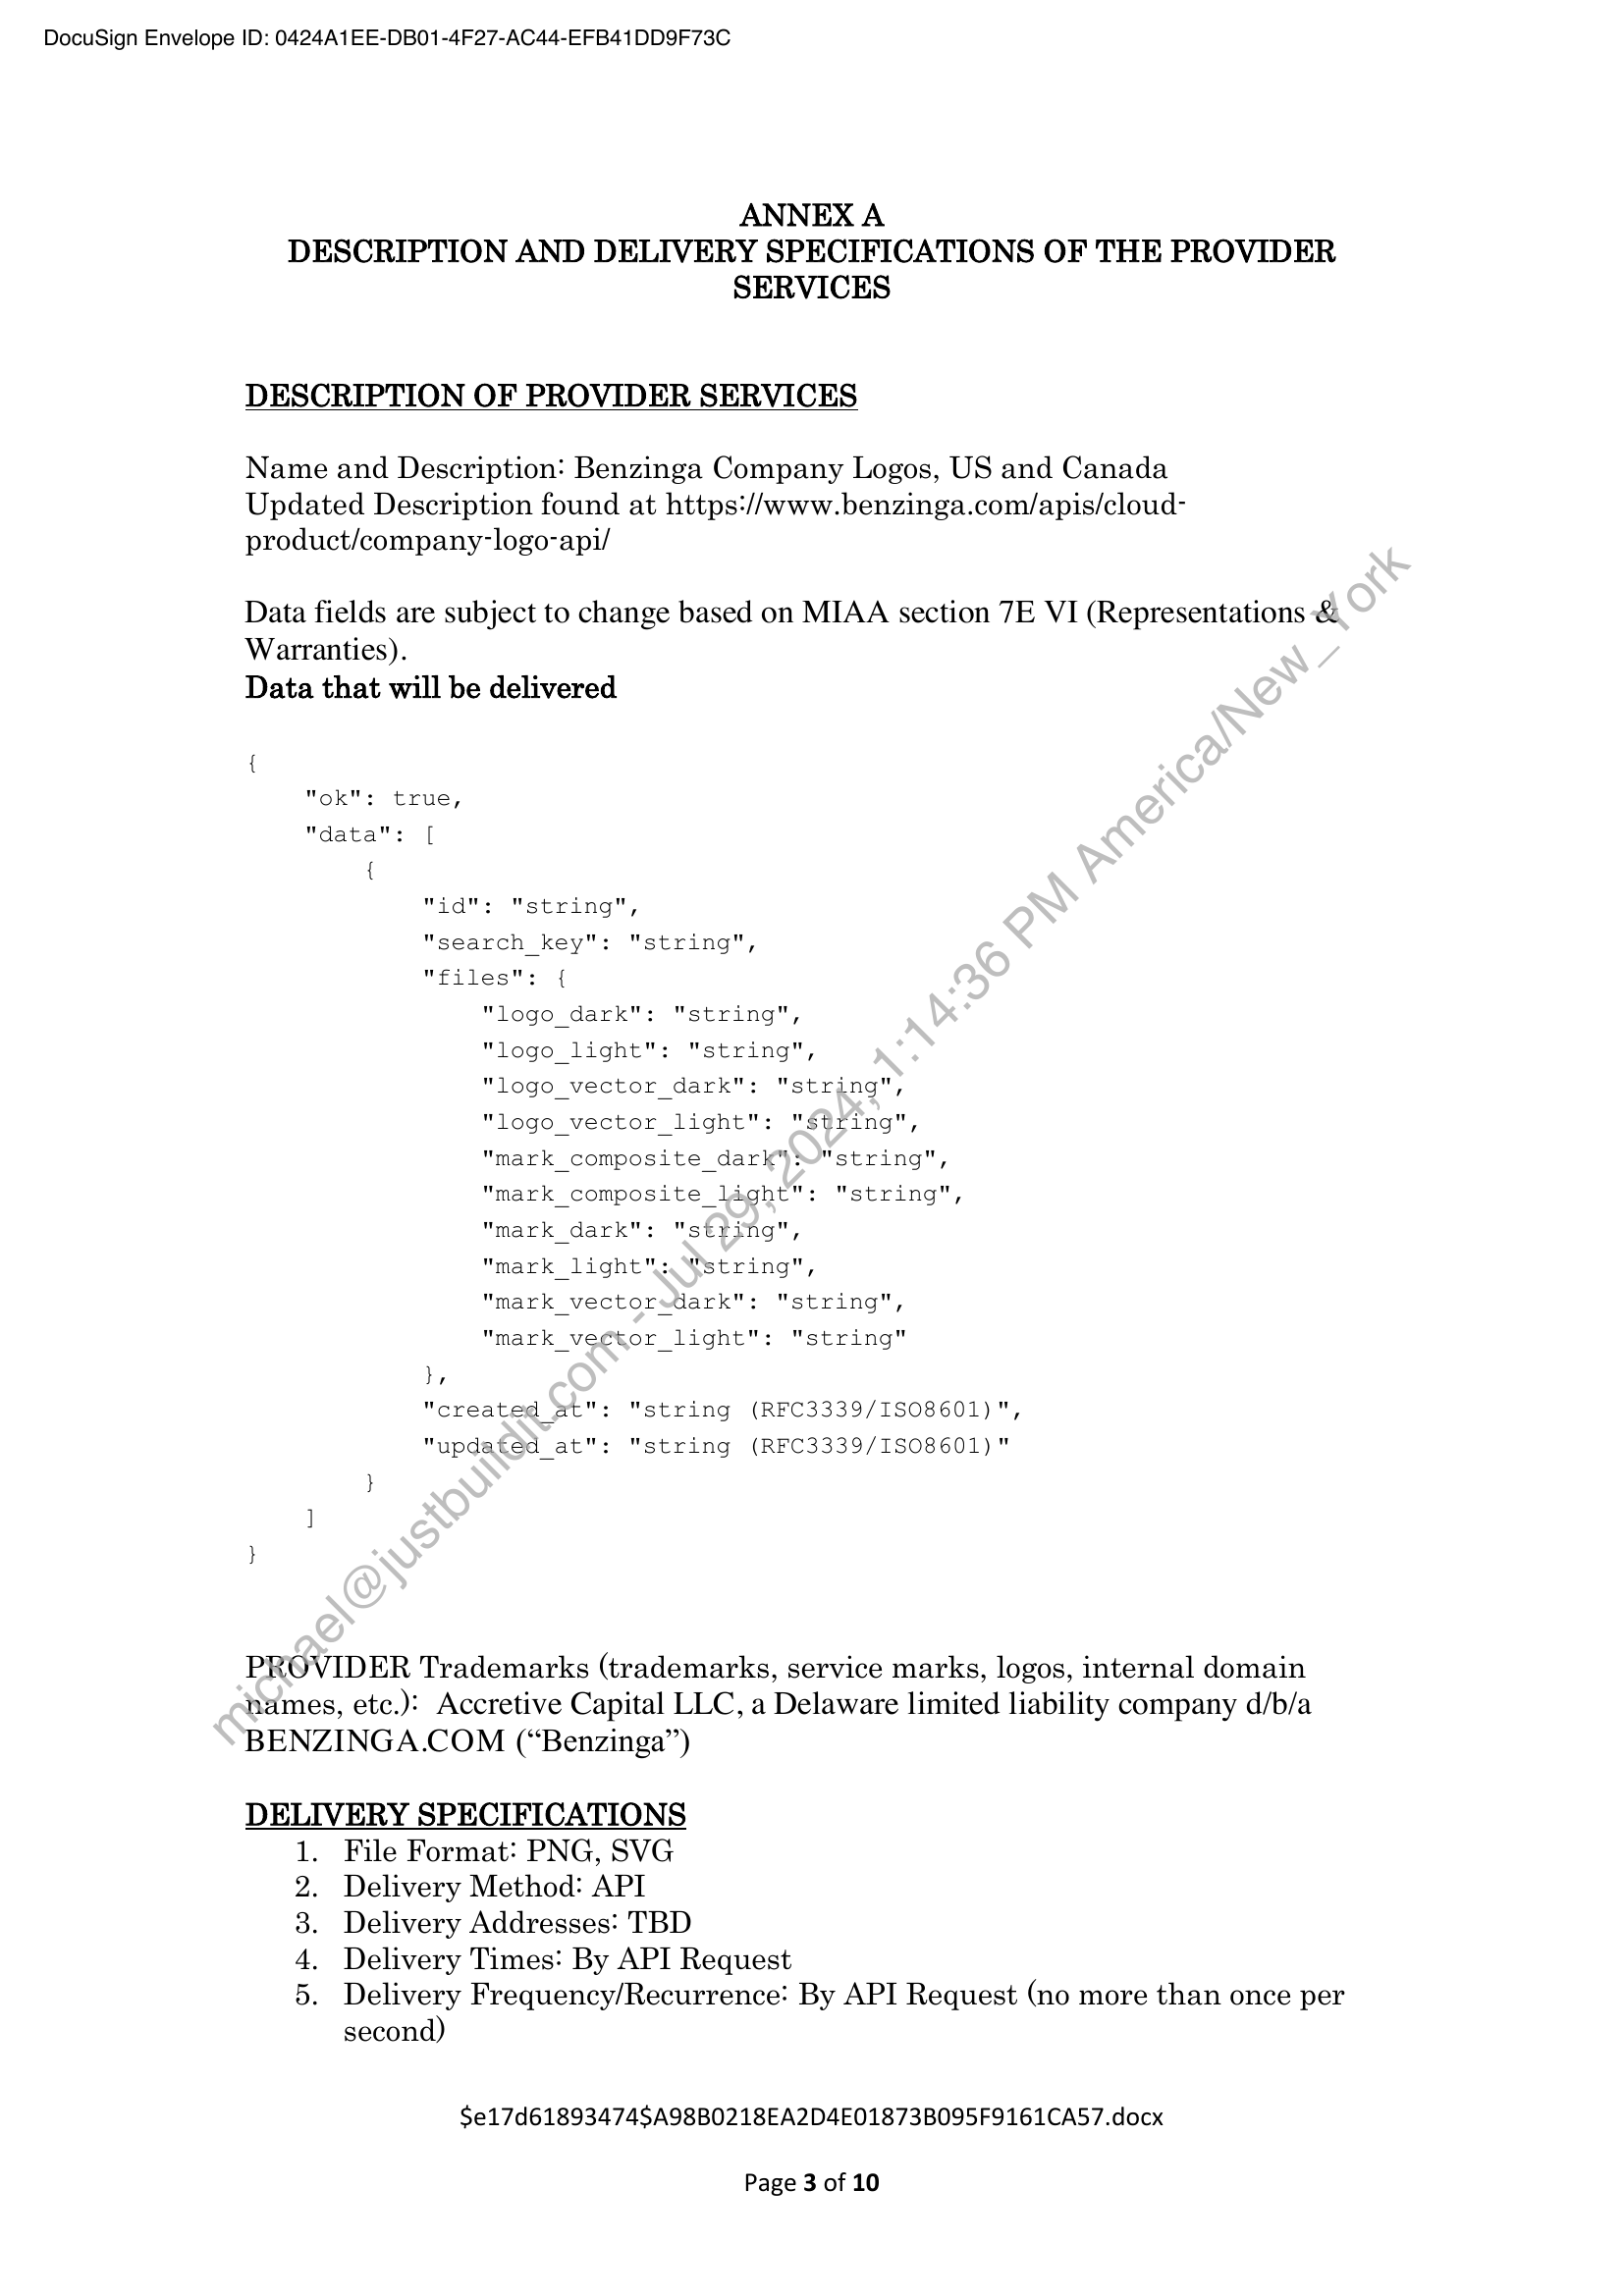 DocuSign Envelope ID: 0424A1EE-DB01-4F27-AC44-EFB41DD9F73C
ANNEX A
DESCRIPTION AND DELIVERY SPECIFICATIONS OF THE PROVIDER
SERVICES
DESCRIPTION OF PROVIDER SERVICES
Name and Description: Benzinga Company Logos, US and Canada
Updated Description found at https://www.benzinga.com/apis/cloud-
product/company-logo-api/
Data fields are subject to change based on MIAA section 7E VI (Representations &
Warranties).
Data that will be delivered
{
    "ok": true,
    "data": [
        {
            "id": "string",
            "search_key": "string",
            "files": {
                "logo_dark": "string",
                "logo_light": "string",
                "logo_vector_dark": "string",
                "logo_vector_light": "string",
                "mark_composite_dark": "string",
                "mark_composite_light": "string",
                "mark_dark": "string",
                "mark_light": "string",
                "mark_vector_dark": "string",
                "mark_vector_light": "string"
            },
            "created_at": "string (RFC3339/ISO8601)",
            "updated_at": "string (RFC3339/ISO8601)"
        }
    ]
}
michael@justbuildit.com - Jul 29, 2024, 1:14:36 PM America/New_York
PROVIDER Trademarks (trademarks, service marks, logos, internal domain
names, etc.):  Accretive Capital LLC, a Delaware limited liability company d/b/a
BENZINGA.COM (“Benzinga”)
DELIVERY SPECIFICATIONS
1. File Format: PNG, SVG
2. Delivery Method: API
3. Delivery Addresses: TBD
4. Delivery Times: By API Request
5. Delivery Frequency/Recurrence: By API Request (no more than once per
second)
$e17d61893474$A98B0218EA2D4E01873B095F9161CA57.docx
Page 3 of 10